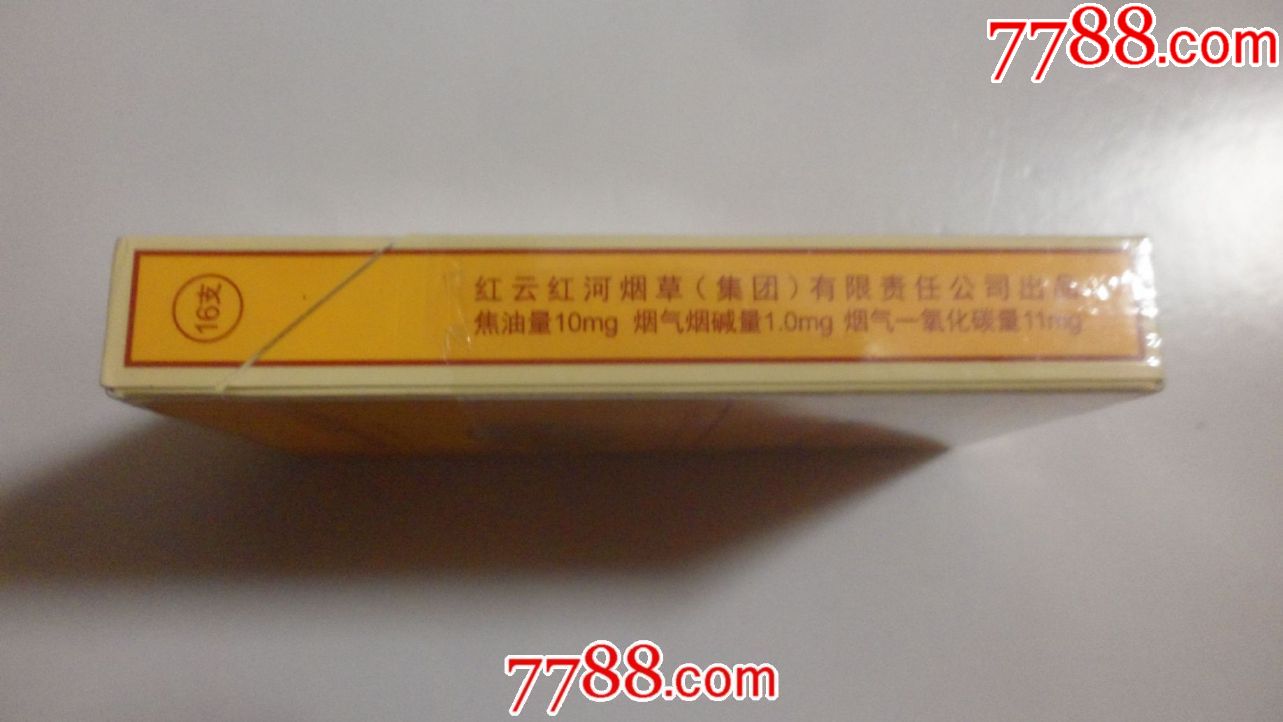 7788.com
16支
红云红河烟草（集团）有限责任公司出品
焦油量10mg 烟气烟碱量1.0mg 烟气一氧化碳量11mg
7788.com